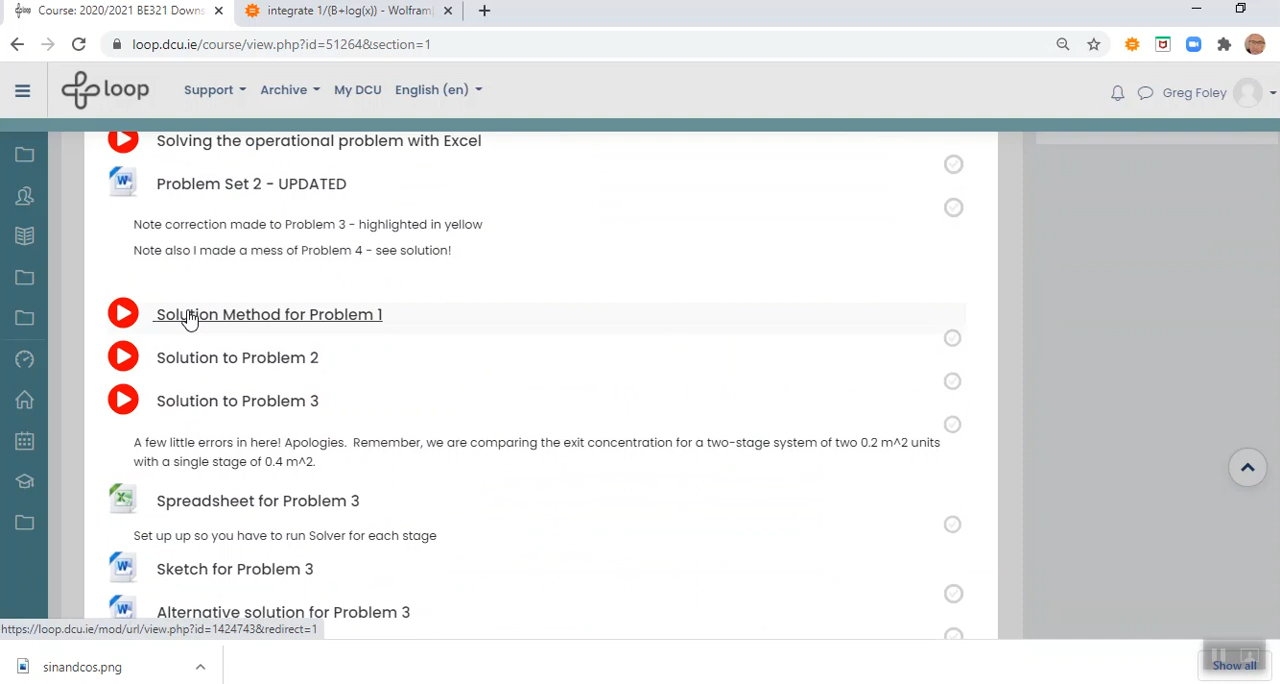 Course: 2020/2021 BE321 Downs
integrate 1/(B+log(x)) - Wolfram
loop.dcu.ie/course/view.php?id=51264&section=1
loop
Support
Archive
My DCU
English (en)
Greg Foley
Solving the operational problem with Excel
Problem Set 2 - UPDATED
Note correction made to Problem 3 - highlighted in yellow
Note also I made a mess of Problem 4 - see solution!
Solution Method for Problem 1
Solution to Problem 2
Solution to Problem 3
A few little errors in here! Apologies. Remember, we are comparing the exit concentration for a two-stage system of two 0.2 m^2 units
with a single stage of 0.4 m^2.
Spreadsheet for Problem 3
Set up up so you have to run Solver for each stage
Sketch for Problem 3
Alternative solution for Problem 3
https://loop.dcu.ie/mod/url/view.php?id=1424743&redirect=1
sinandcos.png
Show all